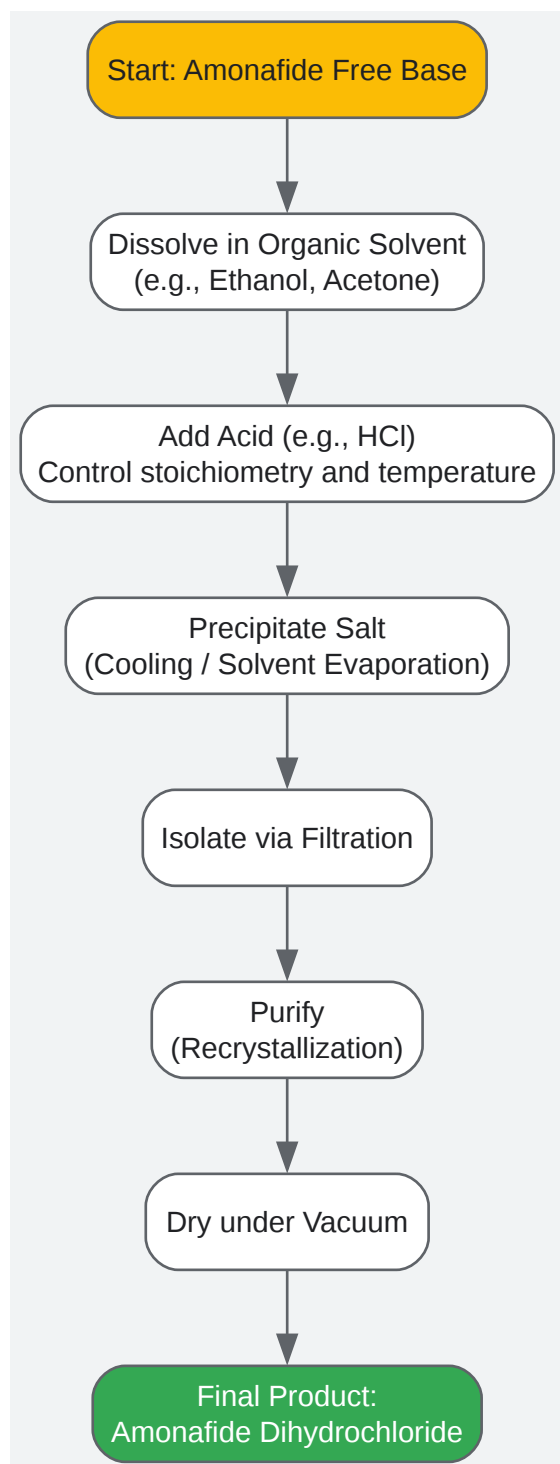 Start: Amonafide Free Base
Dissolve in Organic Solvent
(e.g., Ethanol, Acetone)
Add Acid (e.g., HCl)
Control stoichiometry and temperature
Precipitate Salt
(Cooling / Solvent Evaporation)
Isolate via Filtration
Purify
(Recrystallization)
Dry under Vacuum
Final Product:
Amonafide Dihydrochloride